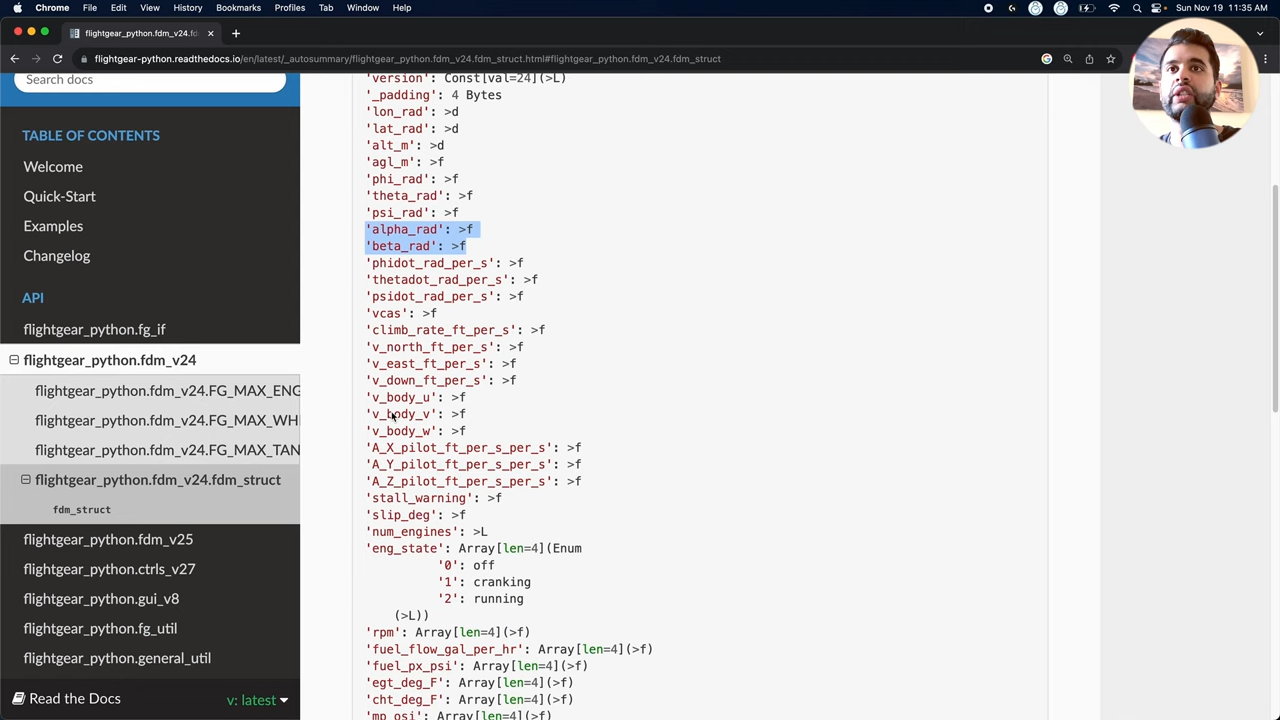 Chrome File Edit View History Bookmarks Profiles Tab Window Help
Sun Nov 19 11:35 AM
flightgear_python.fdm_v24.fd
flightgear-python.readthedocs.io/en/latest/_autosummary/flightgear_python.fdm_v24.fdm_struct.html#flightgear_python.fdm_v24.fdm_struct
Search docs
TABLE OF CONTENTS
Welcome
Quick-Start
Examples
Changelog
API
flightgear_python.fg_if
flightgear_python.fdm_v24
flightgear_python.fdm_v24.FG_MAX_ENG
flightgear_python.fdm_v24.FG_MAX_WH
flightgear_python.fdm_v24.FG_MAX_TAN
flightgear_python.fdm_v24.fdm_struct
fdm_struct
flightgear_python.fdm_v25
flightgear_python.ctrls_v27
flightgear_python.gui_v8
flightgear_python.fg_util
flightgear_python.general_util
Read the Docs
v: latest
'version': Const[val=24](>L)
'_padding': 4 Bytes
'lon_rad': >d
'lat_rad': >d
'alt_m': >d
'agl_m': >f
'phi_rad': >f
'theta_rad': >f
'psi_rad': >f
'alpha_rad': >f
'beta_rad': >f
'phidot_rad_per_s': >f
'thetadot_rad_per_s': >f
'psidot_rad_per_s': >f
'vcas': >f
'climb_rate_ft_per_s': >f
'v_north_ft_per_s': >f
'v_east_ft_per_s': >f
'v_down_ft_per_s': >f
'v_body_u': >f
'v_body_v': >f
'v_body_w': >f
'A_X_pilot_ft_per_s_per_s': >f
'A_Y_pilot_ft_per_s_per_s': >f
'A_Z_pilot_ft_per_s_per_s': >f
'stall_warning': >f
'slip_deg': >f
'num_engines': >L
'eng_state': Array[len=4](Enum
'0': off
'1': cranking
'2': running
(>L))
'rpm': Array[len=4](>f)
'fuel_flow_gal_per_hr': Array[len=4](>f)
'fuel_px_psi': Array[len=4](>f)
'egt_deg_F': Array[len=4](>f)
'cht_deg_F': Array[len=4](>f)
'mp_osi': Array[len=4](>f)